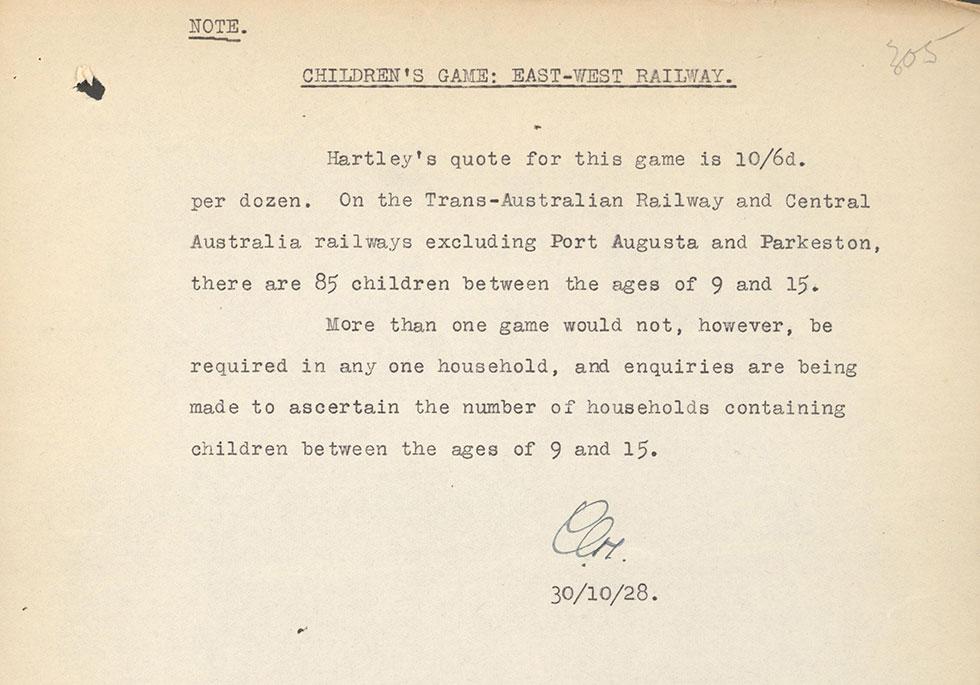 NOTE.
305
CHILDREN'S GAME: EAST-WEST RAILWAY.
Hartley's quote for this game is 10/6d.
per dozen. On the Trans-Australian Railway and Central
Australia railways excluding Port Augusta and Parkeston,
there are 85 children between the ages of 9 and 15.
More than one game would not, however, be
required in any one household, and enquiries are being
made to ascertain the number of households containing
children between the ages of 9 and 15.
30/10/28.